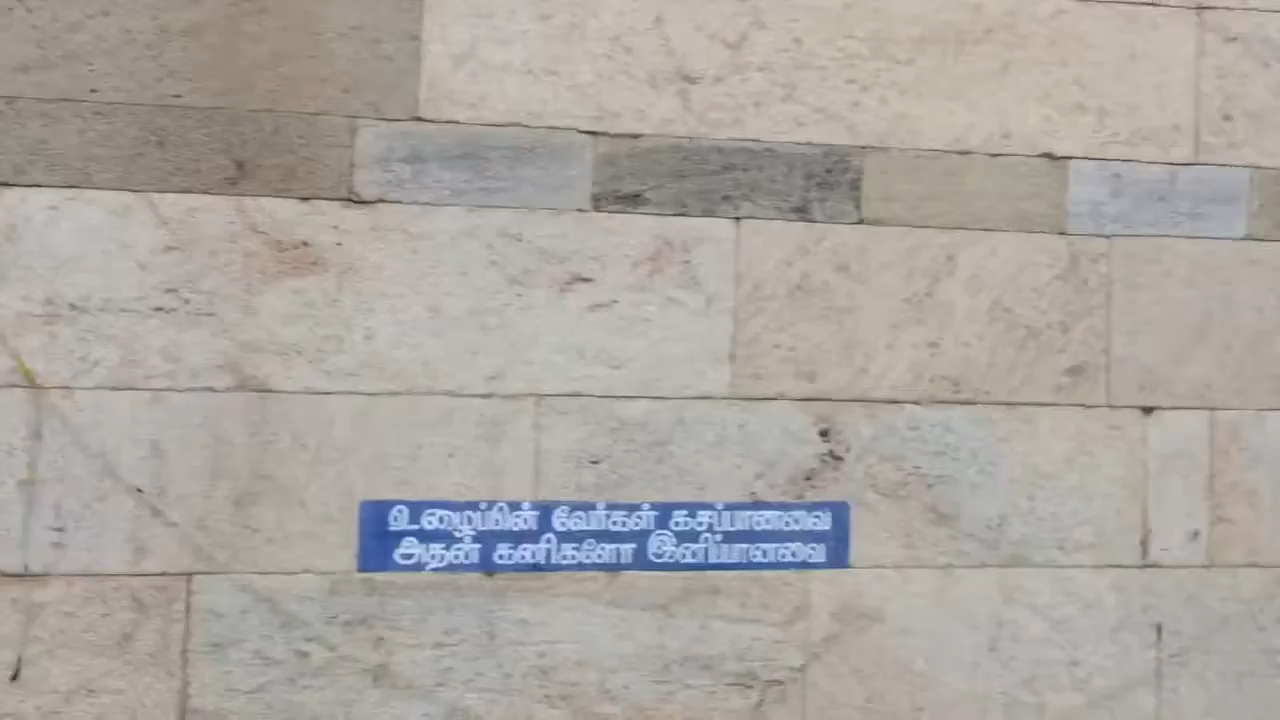 உழைப்பின் வேர்கள் கசப்பானவை
அதன் கனிகளோ இனிப்பானவை